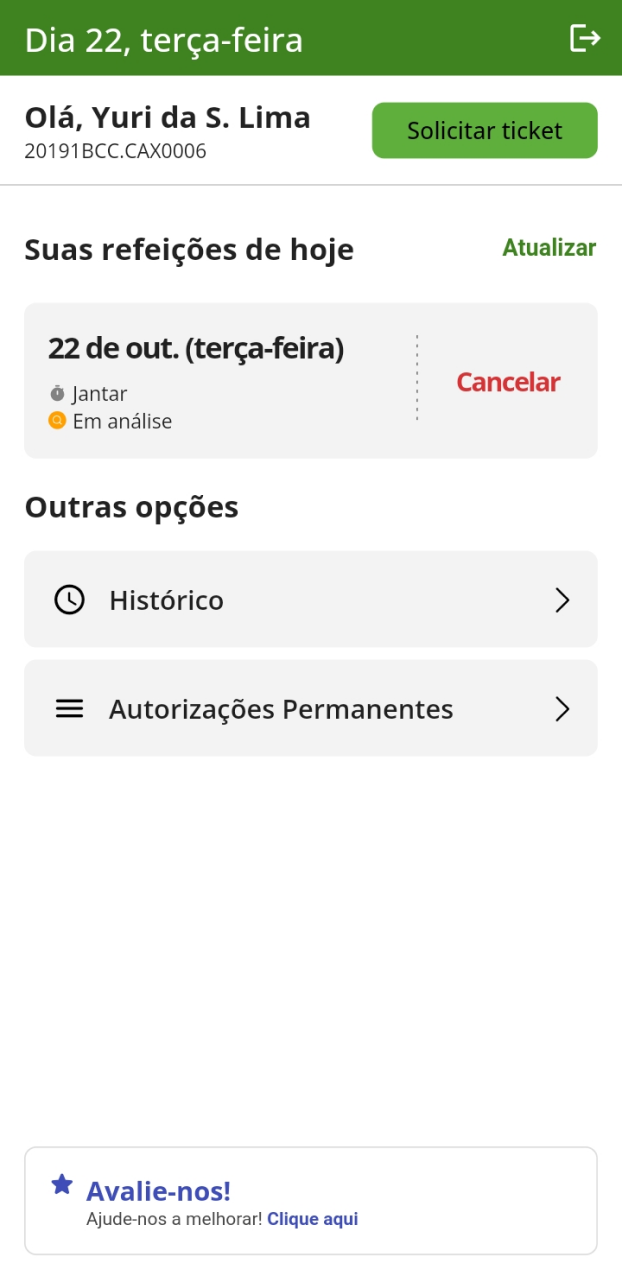 Dia 22, terça-feira
Olá, Yuri da S. Lima
Solicitar ticket
20191BCC.CAX0006
Suas refeições de hoje
Atualizar
22 de out. (terça-feira)
Jantar
Em análise
Cancelar
Outras opções
Histórico
Autorizações Permanentes
Avalie-nos!
Ajude-nos a melhorar! Clique aqui